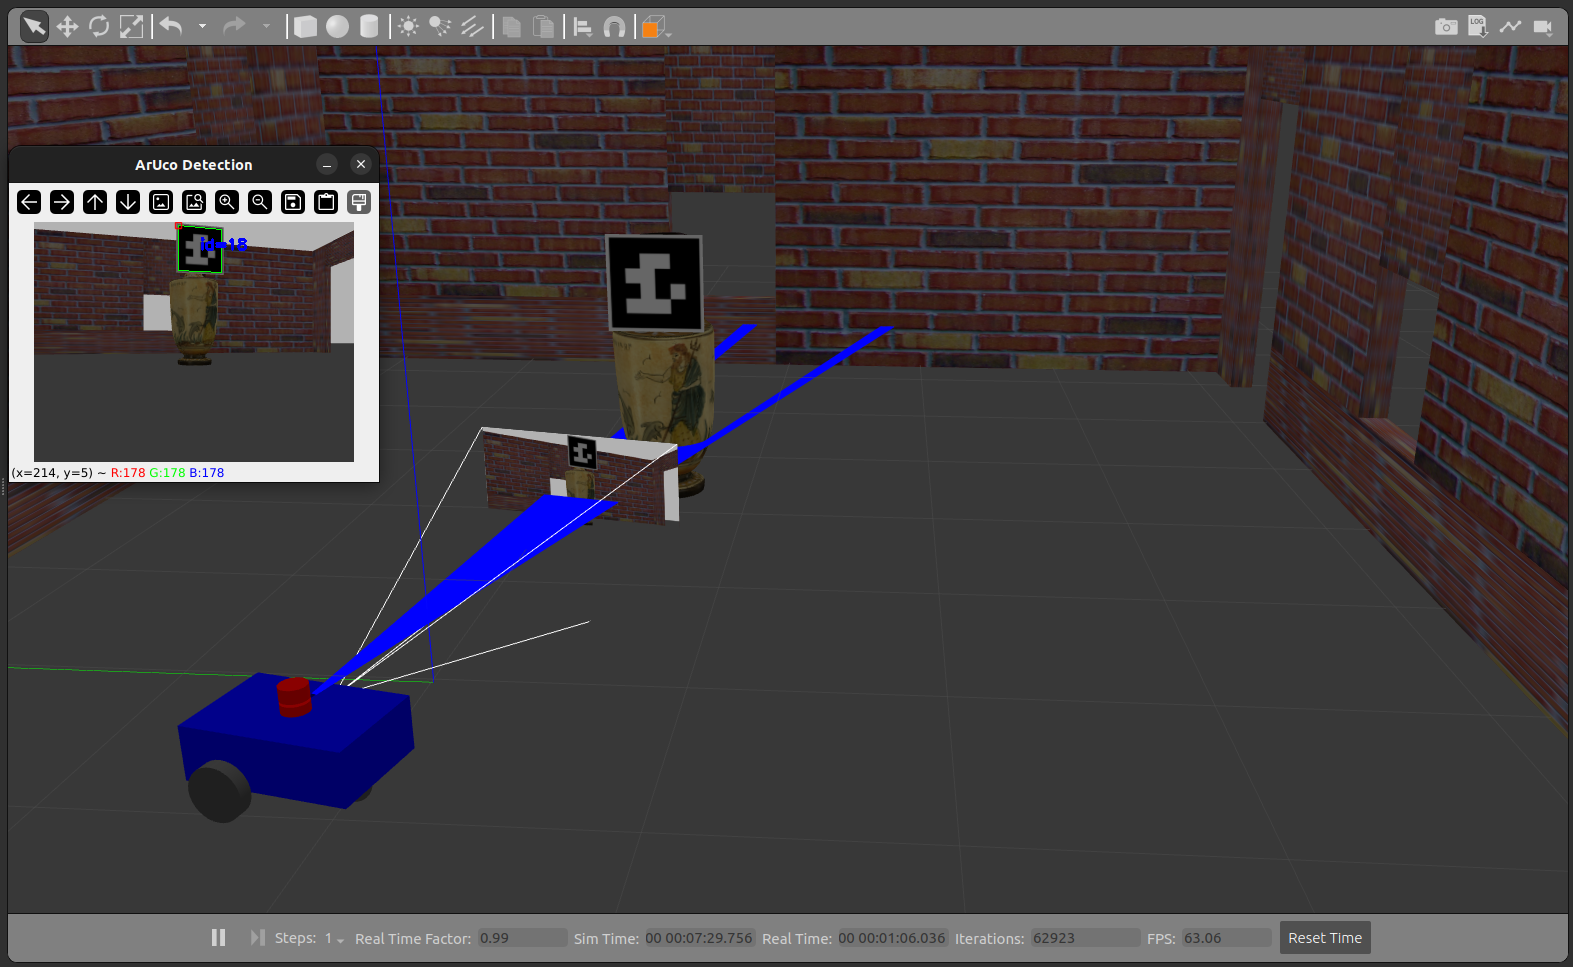 LOG
ArUco Detection
id=18
(x=214, y=5) ~ R:178 G:178 B:178
Steps: 1 Real Time Factor: 0.99 Sim Time: 00 00:07:29.756 Real Time: 00 00:01:06.036 Iterations: 62923 FPS: 63.06 Reset Time